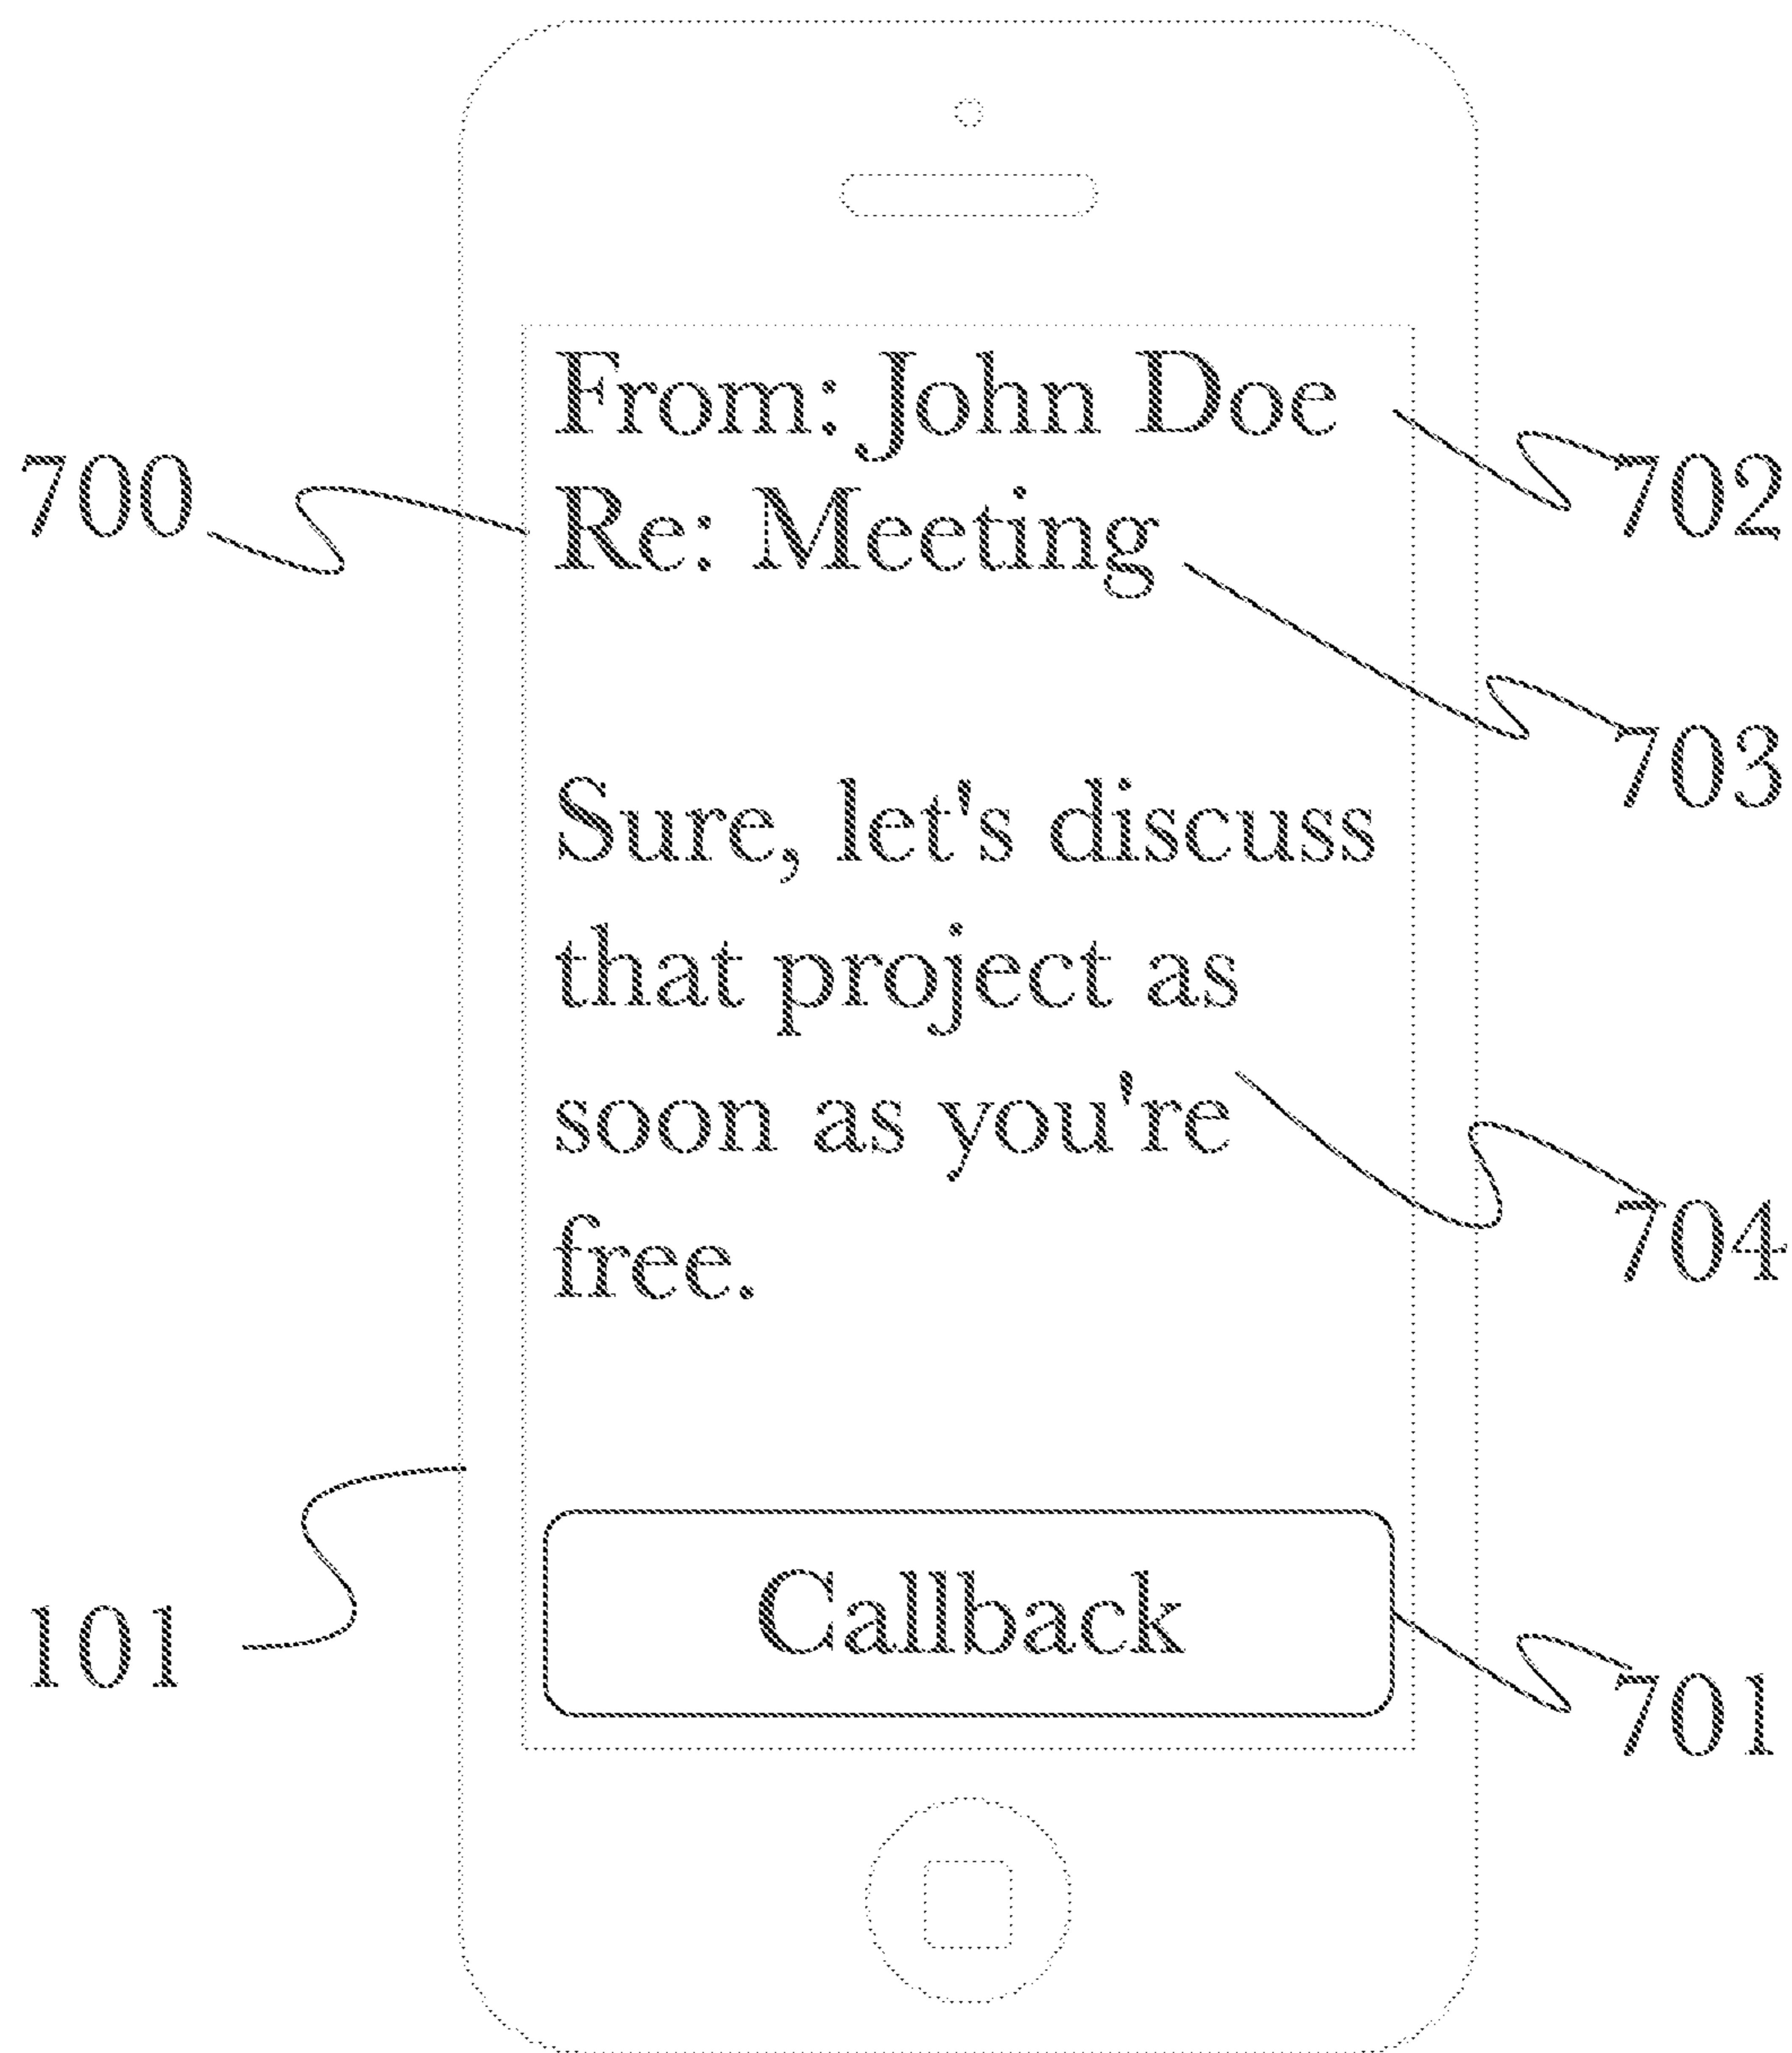 From: John Doe
702
700
Re: Meeting
703
Sure, let's discuss
that project as
soon as you're
704
free.
101
Callback
701